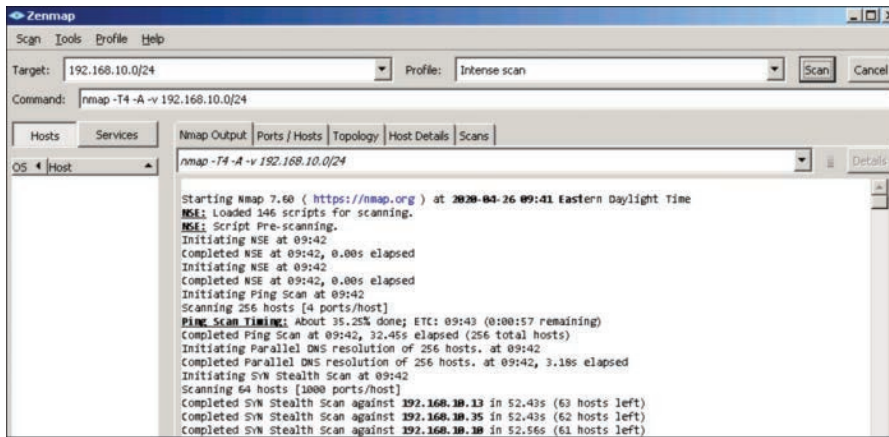 Zenmap
Scan Tools Profile Help
Target: 192.168.10.0/24 Profile: Intense scan Scan Cancel
Command: nmap -T4 -A -v 192.168.10.0/24
Hosts Services Nmap Output Ports / Hosts Topology Host Details Scans
OS Host nmap -T4 -A -v 192.168.10.0/24 Details
Starting Nmap 7.60 ( https://nmap.org ) at 2020-04-26 09:41 Eastern Daylight Time
NSE: Loaded 146 scripts for scanning.
NSE: Script Pre-scanning.
Initiating NSE at 09:42
Completed NSE at 09:42, 0.00s elapsed
Initiating NSE at 09:42
Completed NSE at 09:42, 0.00s elapsed
Initiating Ping Scan at 09:42
Scanning 256 hosts [4 ports/host]
Ping Scan Timing: About 35.25% done; ETC: 09:43 (0:00:57 remaining)
Completed Ping Scan at 09:42, 32.45s elapsed (256 total hosts)
Initiating Parallel DNS resolution of 256 hosts. at 09:42
Completed Parallel DNS resolution of 256 hosts. at 09:42, 3.18s elapsed
Initiating SYN Stealth Scan at 09:42
Scanning 64 hosts [1000 ports/host]
Completed SYN Stealth Scan against 192.168.10.13 in 52.43s (63 hosts left)
Completed SYN Stealth Scan against 192.168.10.35 in 52.43s (62 hosts left)
Completed SYN Stealth Scan against 192.168.10.10 in 52.56s (61 hosts left)